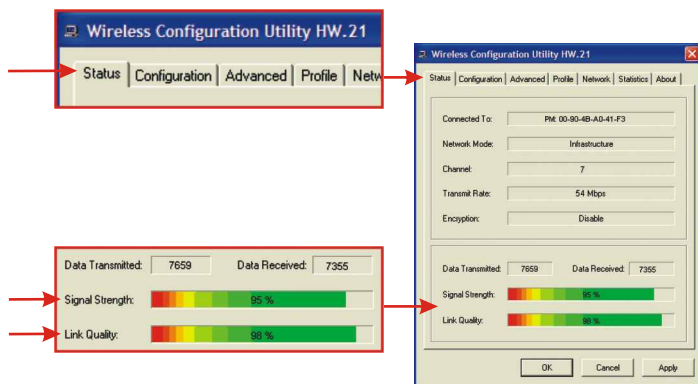 Wireless Configuration Utility HW.21
Status Configuration Advanced Profile Netw
Data Transmitted: 7659 Data Received: 7355
Signal Strength: 95 %
Link Quality: 98 %
Wireless Configuration Utility HW.21
Status Configuration Advanced Profile Network Statistics About
Connected To: PM: 00-90-4B-A0-41-F3
Network Mode: Infrastructure
Channel: 7
Transmit Rate: 54 Mbps
Encryption: Disable
Data Transmitted: 7659 Data Received: 7355
Signal Strength: 95 %
Link Quality: 98 %
OK Cancel Apply